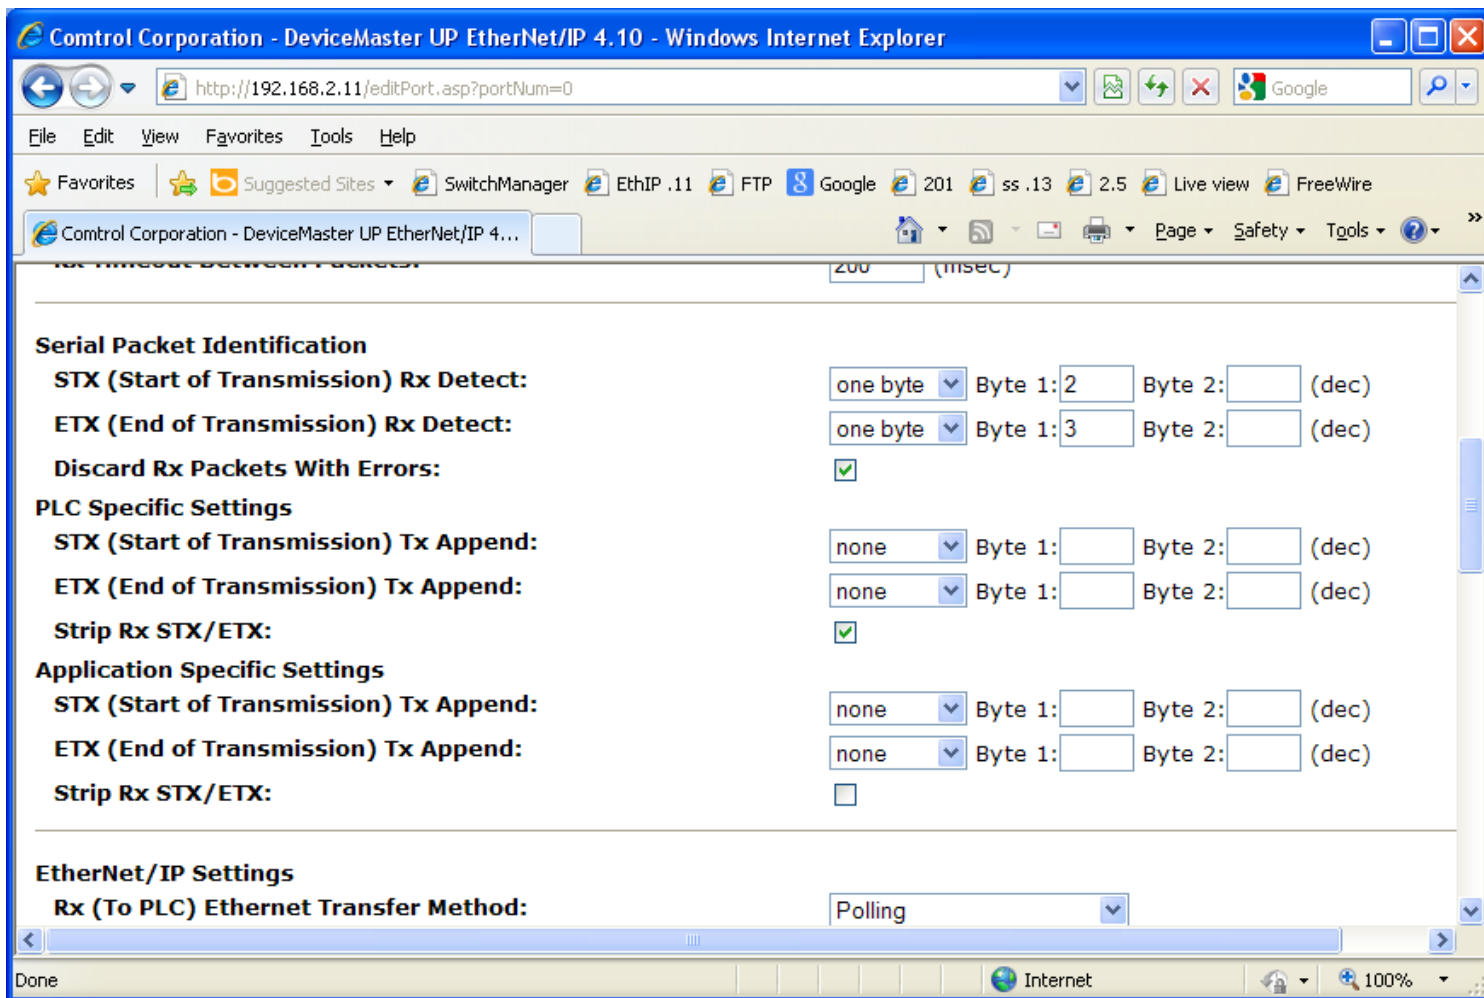 Comtrol Corporation - DeviceMaster UP EtherNet/IP 4.10 - Windows Internet Explorer
http://192.168.2.11/editPort.asp?portNum=0 Google
File Edit View Favorites Tools Help
Favorites Suggested Sites SwitchManager EthIP .11 FTP Google 201 ss .13 2.5 Live view FreeWire
Comtrol Corporation - DeviceMaster UP EtherNet/IP 4... Page Safety Tools »
Rx Timeout Between Packets: 200 (msec)
Serial Packet Identification
STX (Start of Transmission) Rx Detect: one byte Byte 1: 2 Byte 2: (dec)
ETX (End of Transmission) Rx Detect: one byte Byte 1: 3 Byte 2: (dec)
Discard Rx Packets With Errors:
PLC Specific Settings
STX (Start of Transmission) Tx Append: none Byte 1: Byte 2: (dec)
ETX (End of Transmission) Tx Append: none Byte 1: Byte 2: (dec)
Strip Rx STX/ETX:
Application Specific Settings
STX (Start of Transmission) Tx Append: none Byte 1: Byte 2: (dec)
ETX (End of Transmission) Tx Append: none Byte 1: Byte 2: (dec)
Strip Rx STX/ETX:
EtherNet/IP Settings
Rx (To PLC) Ethernet Transfer Method: Polling
Done Internet 100%